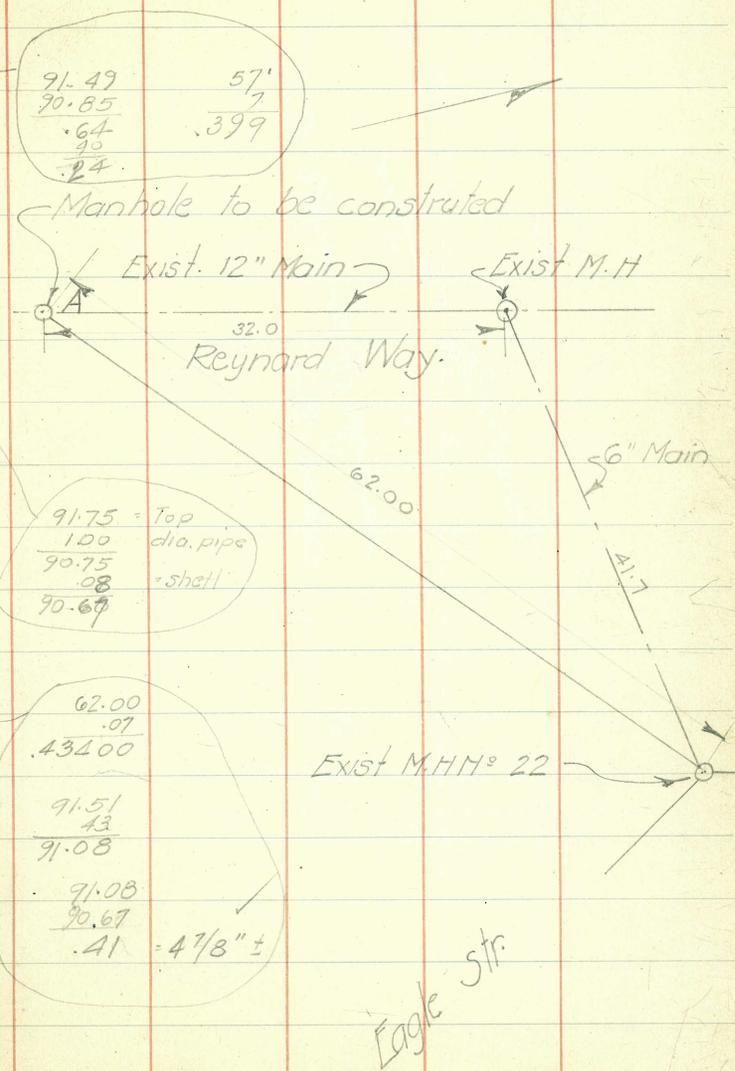 91.49 57'
90.85 7
.64 .399
40
.24
Manhole to be construted
Exist. 12" Main
Exist M.H
A
32.0
Reynard Way.
6" Main
62.00
41.7
91.75 = Top
1.00 dia. pipe
90.75
.08 = shell
90.67
62.00
.07
.43400
91.51
43
91.08
91.08
90.67
.41 = 4 7/8" ±
Exist M.H Nº 22
Eagle Str.